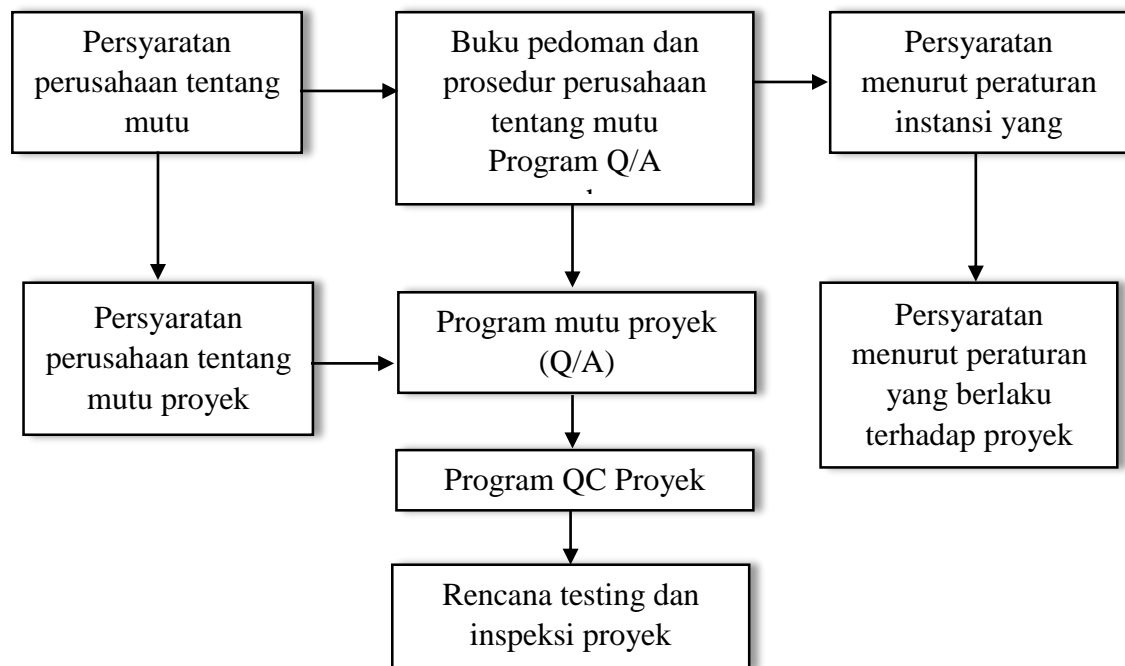 Persyaratan
perusahaan tentang
mutu
Buku pedoman dan
prosedur perusahaan
tentang mutu
Program Q/A
Persyaratan
menurut peraturan
instansi yang
Persyaratan
perusahaan tentang
mutu proyek
Program mutu proyek
(Q/A)
Persyaratan
menurut peraturan
yang berlaku
terhadap proyek
Program QC Proyek
Rencana testing dan
inspeksi proyek